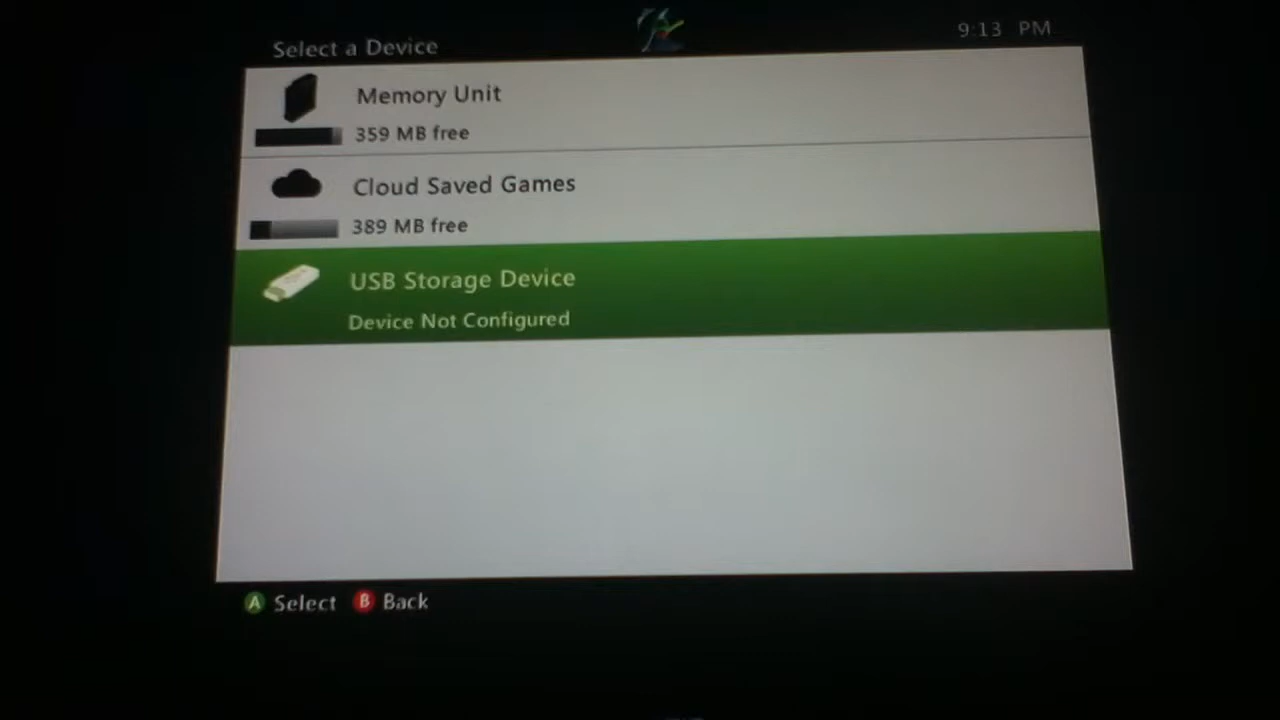 Select a Device
9:13 PM
Memory Unit
359 MB free
Cloud Saved Games
389 MB free
USB Storage Device
Device Not Configured
A Select B Back